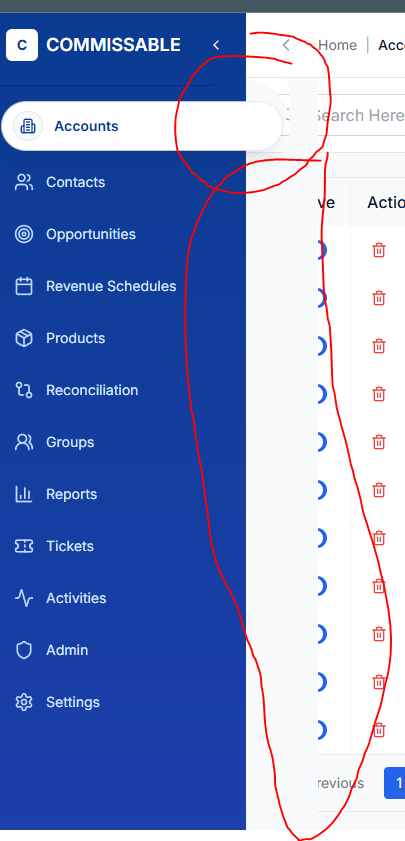 C COMMISSABLE Home | Acc
Accounts Search Here
Contacts ve Actio
Opportunities
Revenue Schedules
Products
Reconciliation
Groups
Reports
Tickets
Activities
Admin
Settings
revious 1